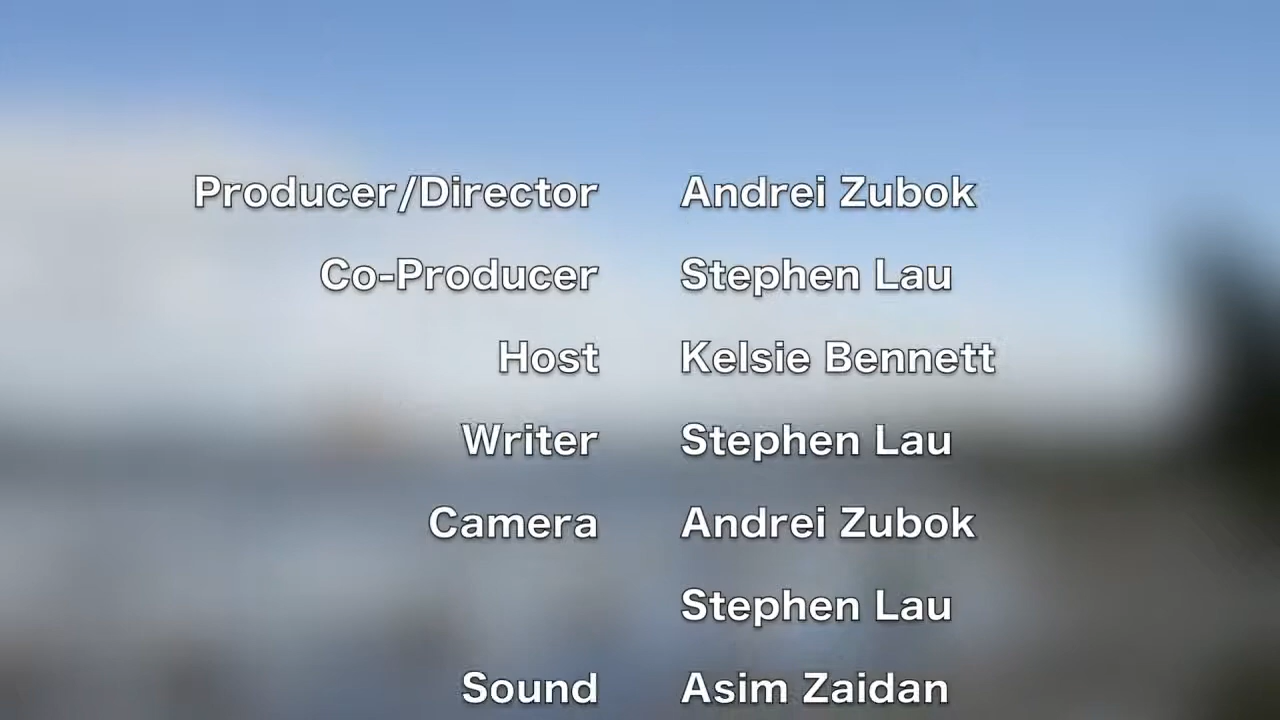 Producer/Director Andrei Zubok
Co-Producer Stephen Lau
Host Kelsie Bennett
Writer Stephen Lau
Camera Andrei Zubok
Stephen Lau
Sound Asim Zaidan